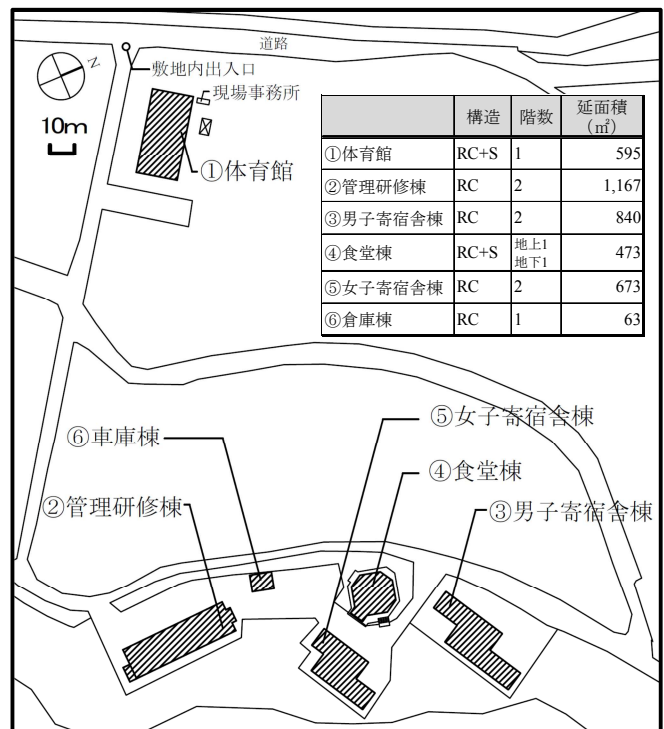 道路
N
敷地内出入口
現場事務所
10m
①体育館
構造 階数 延面積（㎡）
①体育館 RC+S 1 595
②管理研修棟 RC 2 1,167
③男子寄宿舎棟 RC 2 840
④食堂棟 RC+S 地上1 地下1 473
⑤女子寄宿舎棟 RC 2 673
⑥倉庫棟 RC 1 63
⑤女子寄宿舎棟
⑥車庫棟
④食堂棟
②管理研修棟
③男子寄宿舎棟